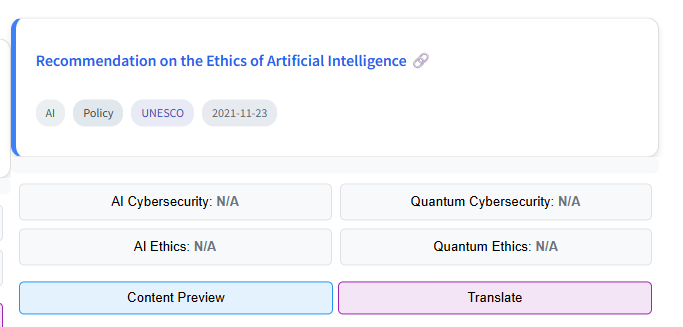 Recommendation on the Ethics of Artificial Intelligence 🔗
AI Policy UNESCO 2021-11-23
AI Cybersecurity: N/A Quantum Cybersecurity: N/A
AI Ethics: N/A Quantum Ethics: N/A
Content Preview Translate